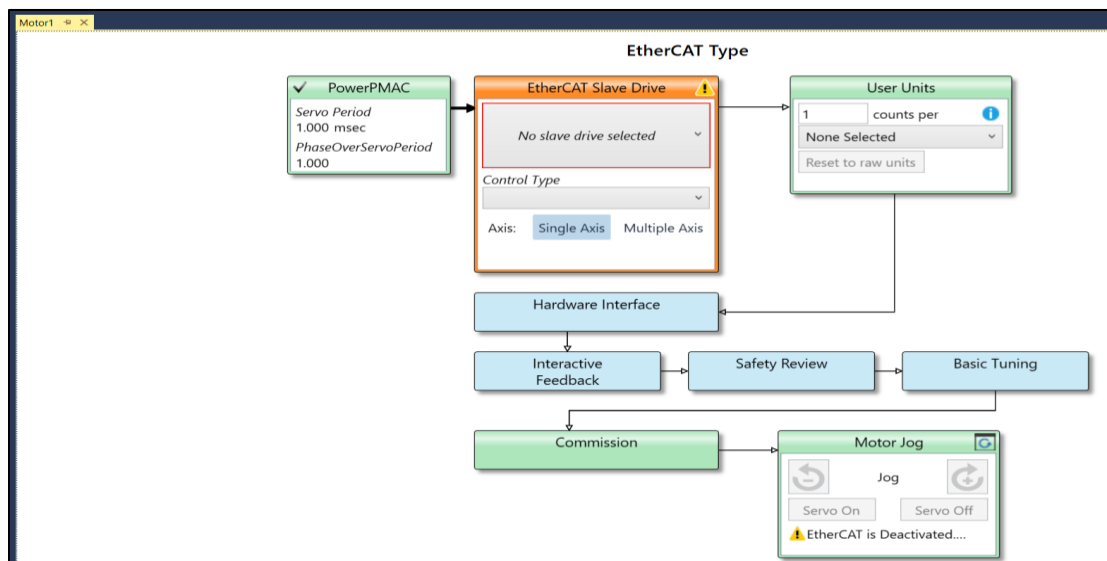 Motor1
EtherCAT Type
PowerPMAC
Servo Period
1.000 msec
PhaseOverServoPeriod
1.000
EtherCAT Slave Drive
No slave drive selected
Control Type
Axis: Single Axis Multiple Axis
User Units
1 counts per
None Selected
Reset to raw units
Hardware Interface
Interactive
Feedback
Safety Review
Basic Tuning
Commission
Motor Jog
Jog
Servo On Servo Off
EtherCAT is Deactivated....